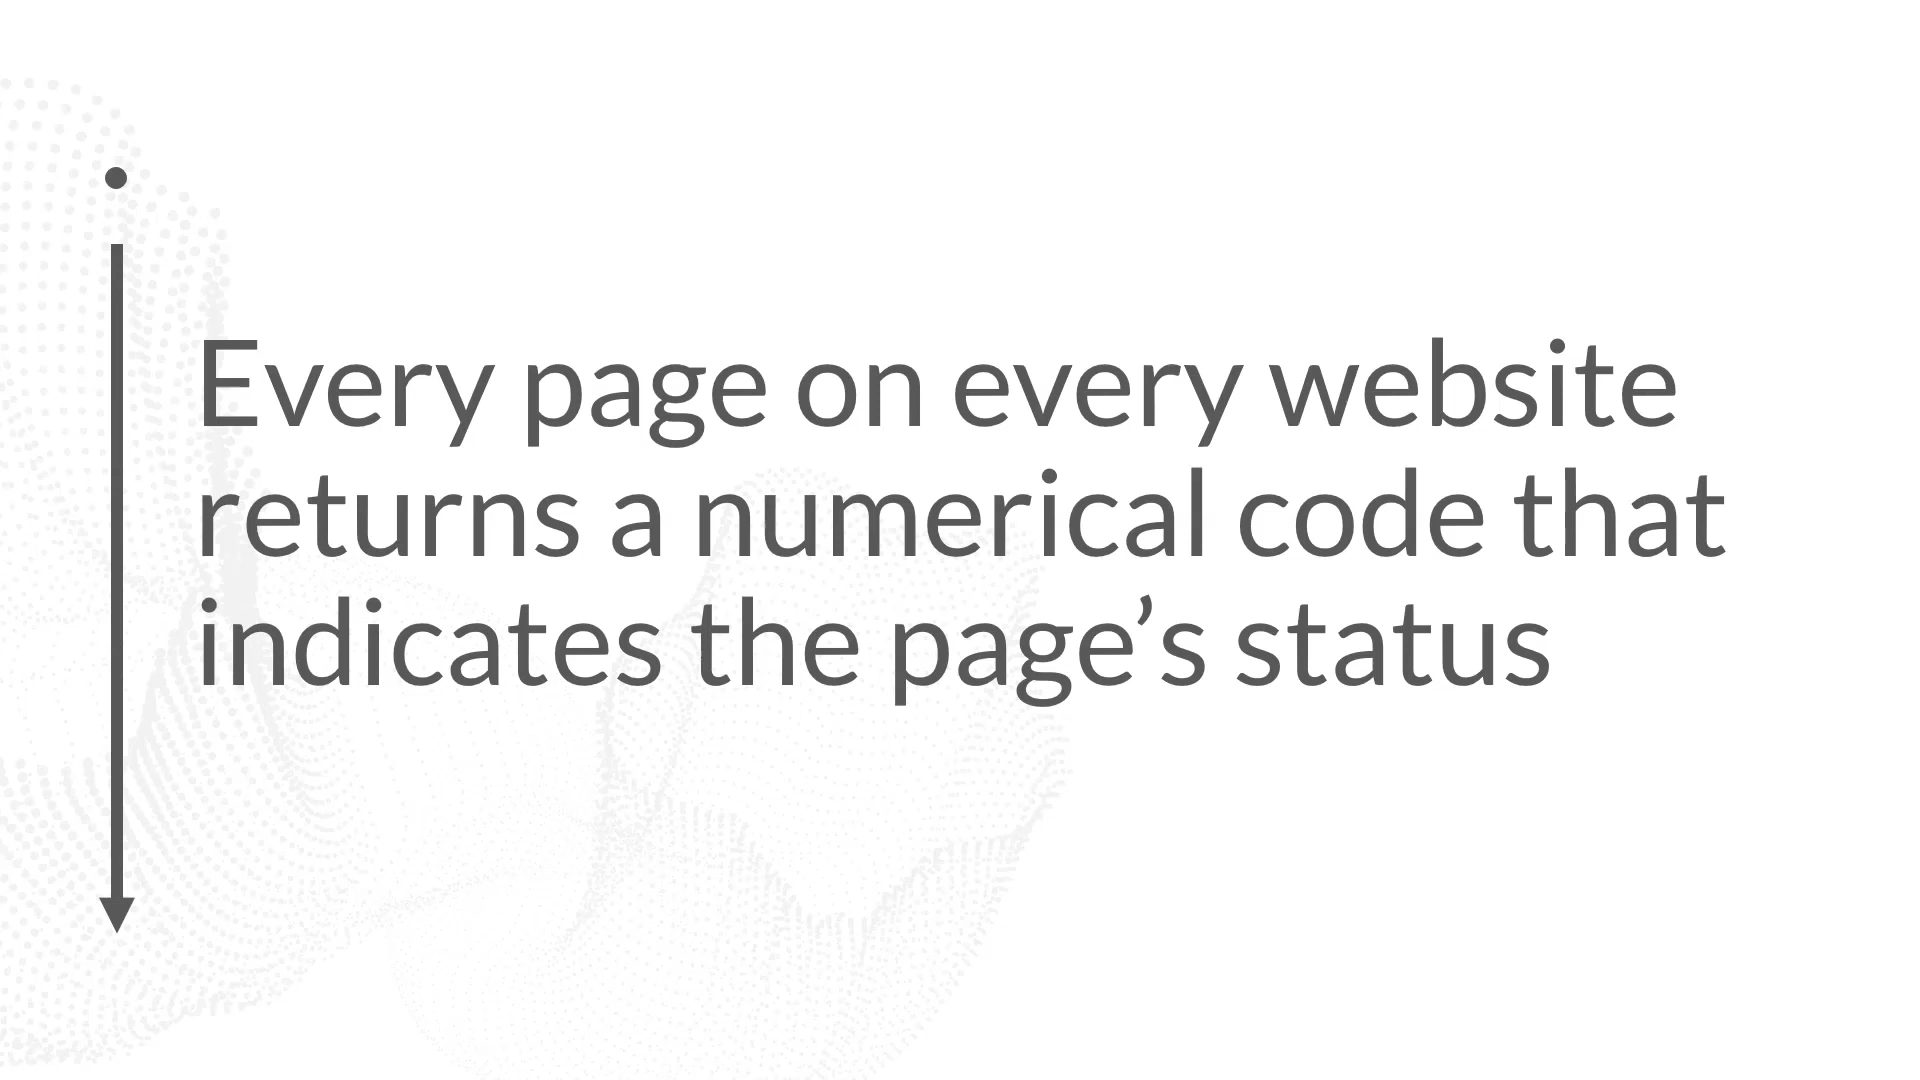 Every page on every website
returns a numerical code that
indicates the page’s status